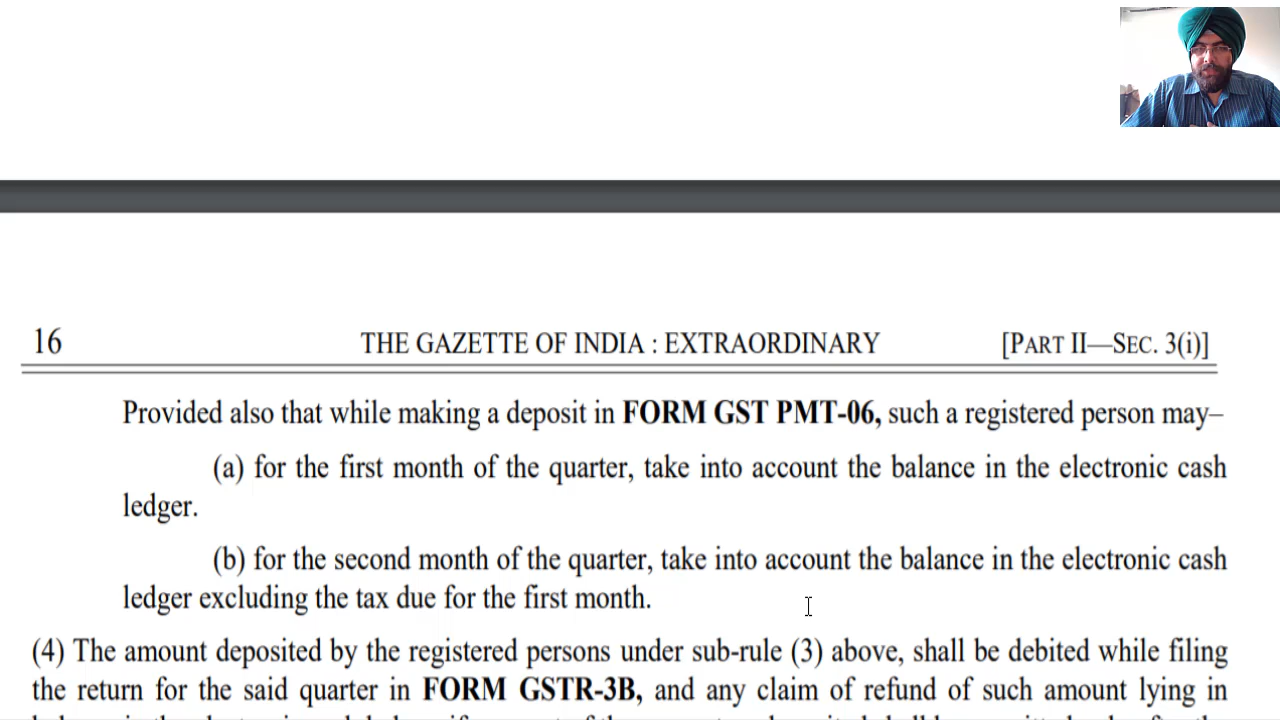 16 THE GAZETTE OF INDIA : EXTRAORDINARY [PART II—SEC. 3(i)]
Provided also that while making a deposit in FORM GST PMT-06, such a registered person may–
(a) for the first month of the quarter, take into account the balance in the electronic cash
ledger.
(b) for the second month of the quarter, take into account the balance in the electronic cash
ledger excluding the tax due for the first month.
(4) The amount deposited by the registered persons under sub-rule (3) above, shall be debited while filing
the return for the said quarter in FORM GSTR-3B, and any claim of refund of such amount lying in